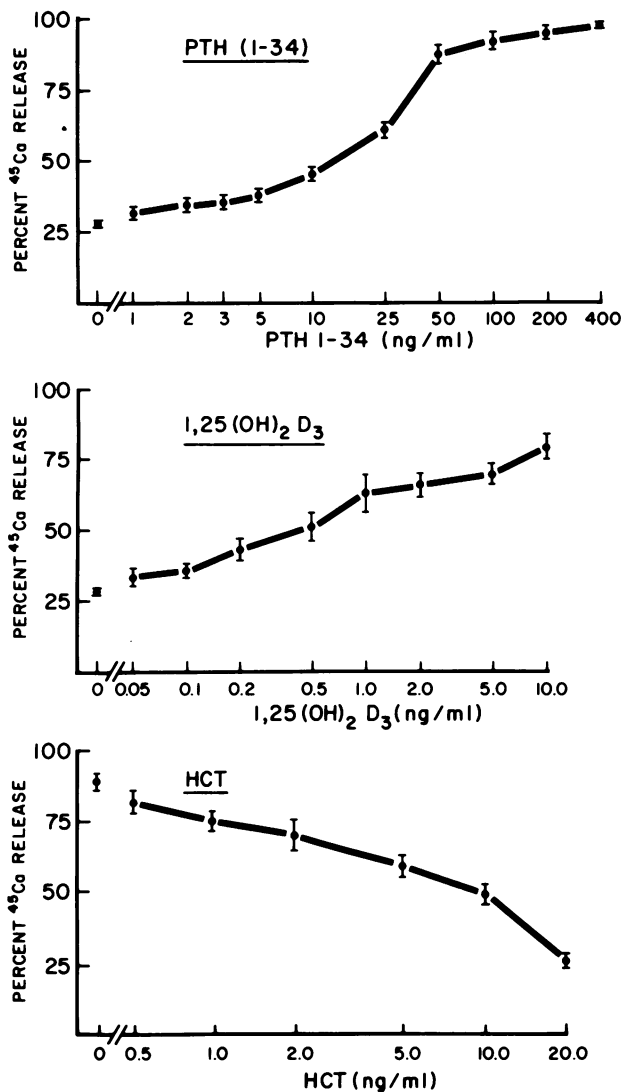 100
PTH (1-34)
75
50
25
PERCENT ⁴⁵Ca RELEASE
0 1 2 3 5 10 25 50 100 200 400
PTH 1-34 (ng/ml)
100
1,25(OH)₂ D₃
75
50
25
PERCENT ⁴⁵Ca RELEASE
0 0.05 0.1 0.2 0.5 1.0 2.0 5.0 10.0
1,25(OH)₂ D₃(ng/ml)
100
HCT
75
50
25
PERCENT ⁴⁵Ca RELEASE
0 0.5 1.0 2.0 5.0 10.0 20.0
HCT(ng/ml)